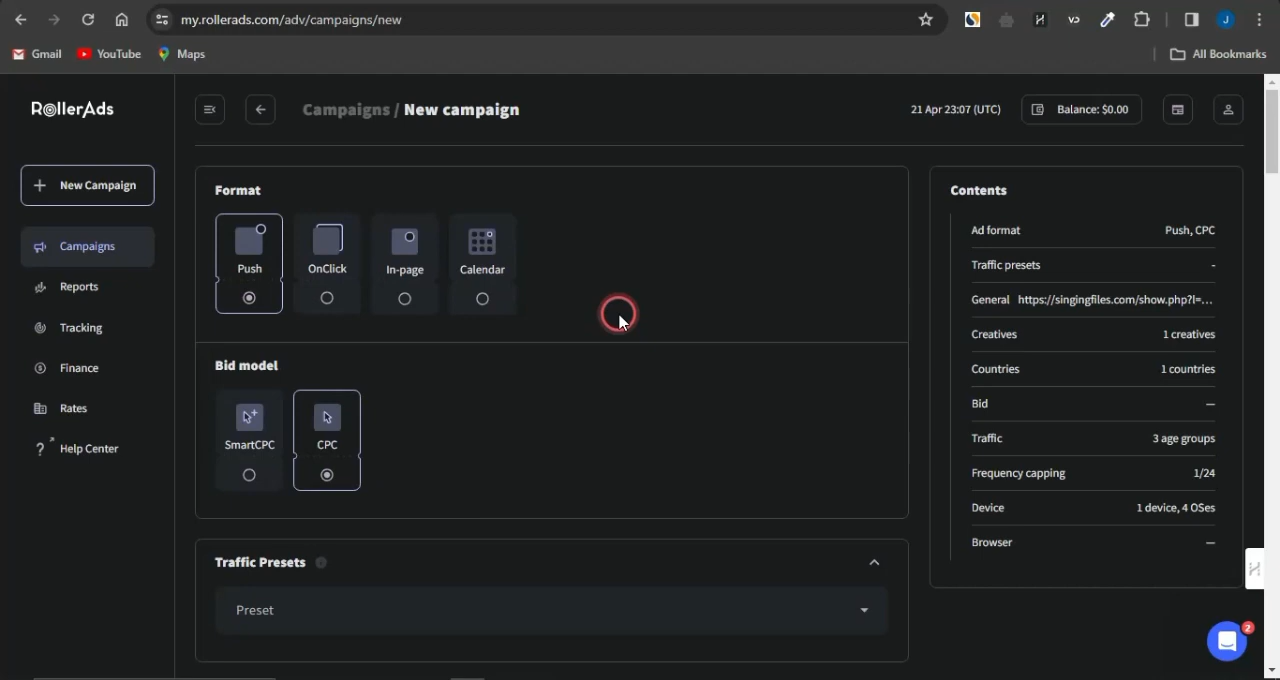 my.rollerads.com/adv/campaigns/new
J
Gmail YouTube Maps All Bookmarks
RollerAds
Campaigns / New campaign
21 Apr 23:07 (UTC)
Balance: $0.00
New Campaign
Campaigns
Reports
Tracking
Finance
Rates
? Help Center
Format
Push OnClick In-page Calendar
Bid model
SmartCPC CPC
Traffic Presets
Preset
Contents
Ad format Push, CPC
Traffic presets -
General https://singingfiles.com/show.php?l=...
Creatives 1 creatives
Countries 1 countries
Bid —
Traffic 3 age groups
Frequency capping 1/24
Device 1 device, 4 OSes
Browser —
2